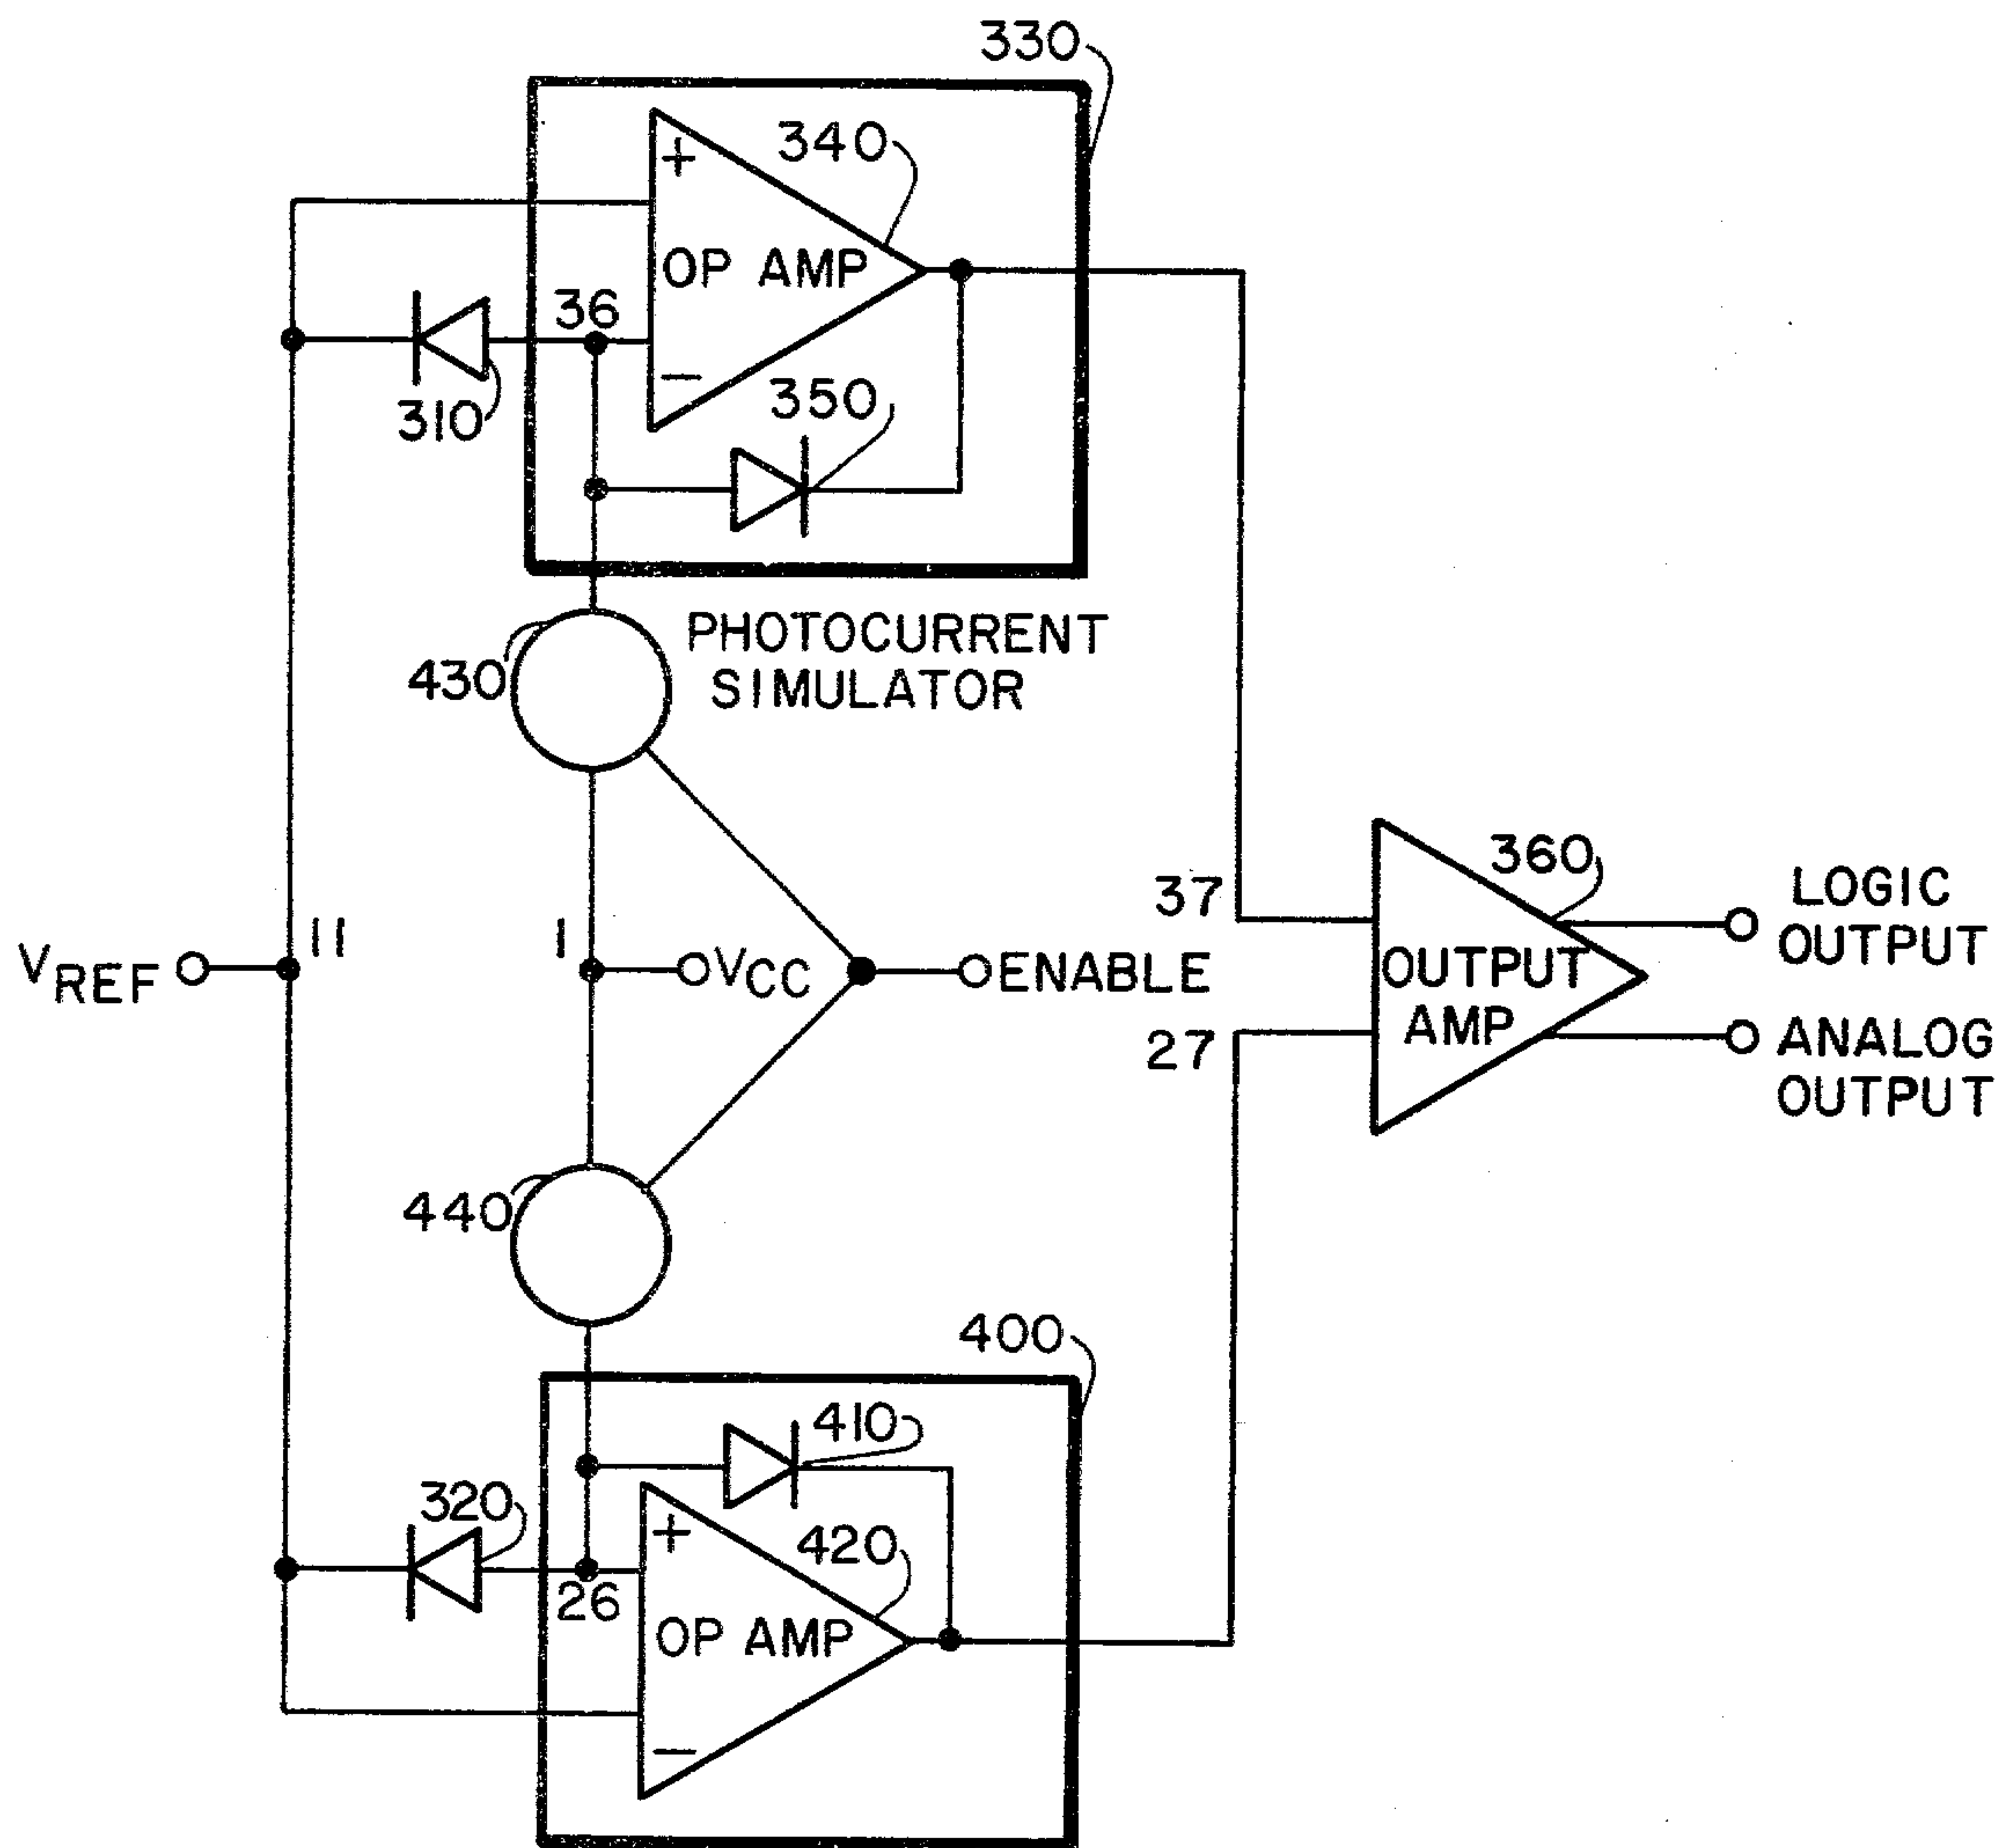 330
340
+
OP AMP
36
−
310
350
PHOTOCURRENT
SIMULATOR
430
360
37
LOGIC
OUTPUT
11
1
VREF
VCC
ENABLE
OUTPUT
AMP
27
ANALOG
OUTPUT
440
400
410
320
+
420
26
OP AMP
−